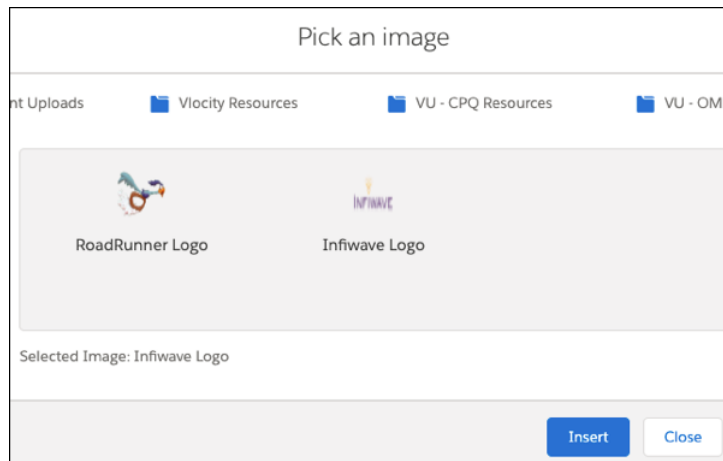 Pick an image
nt Uploads Vlocity Resources VU - CPQ Resources VU - OM
INFIWAVE
RoadRunner Logo Infiwave Logo
Selected Image: Infiwave Logo
Insert Close